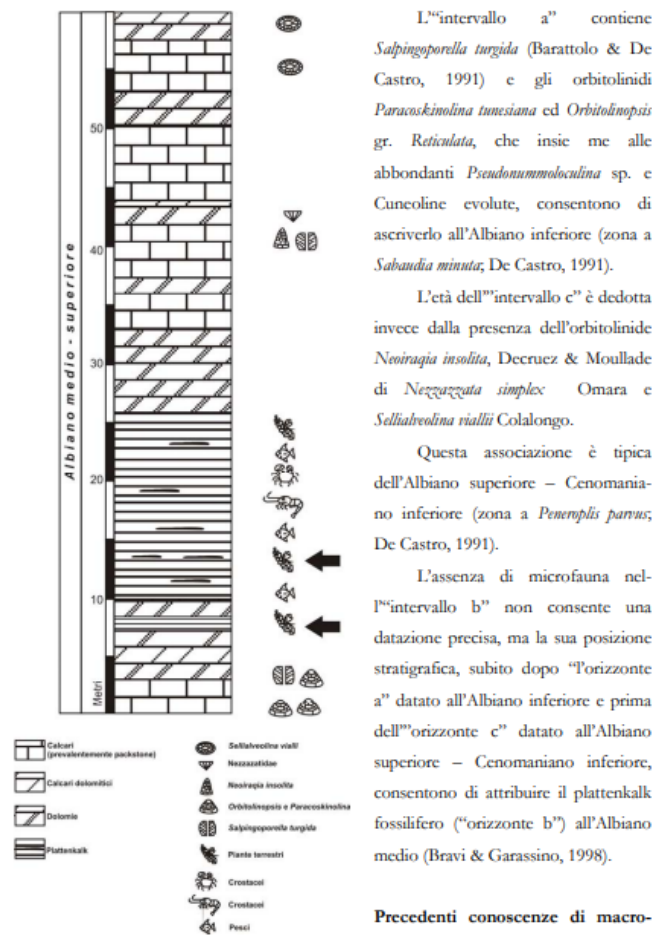 50
40
30
20
10
Metri
Albiano medio - superiore
Calcari
(prevalentemente packstone)
Calcari dolomitici
Dolomie
Plattenkalk
Sellialveolina vialli
Nezzazatidae
Neoiraqia insolita
Orbitolinopsis e Paracoskinolina
Salpingoporella turgida
Piante terrestri
Crostacei
Crostacei
Pesci
L'“intervallo a” contiene
Salpingoporella turgida (Barattolo & De
Castro, 1991) e gli orbitolinidi
Paracoskinolina tunesiana ed Orbitolinopsis
gr. Reticulata, che insie me alle
abbondanti Pseudonummoloculina sp. e
Cuneoline evolute, consentono di
ascriverlo all'Albiano inferiore (zona a
Sabaudia minuta; De Castro, 1991).
L'età dell'”intervallo c” è dedotta
invece dalla presenza dell'orbitolinide
Neoiraqia insolita, Decruez & Moullade
di Nezzazzata simplex Omara e
Sellialveolina viallii Colalongo.
Questa associazione è tipica
dell'Albiano superiore – Cenomania-
no inferiore (zona a Peneroplis parvus;
De Castro, 1991).
L'assenza di microfauna nel-
l'“intervallo b” non consente una
datazione precisa, ma la sua posizione
stratigrafica, subito dopo “l'orizzonte
a” datato all'Albiano inferiore e prima
dell'”orizzonte c” datato all'Albiano
superiore – Cenomaniano inferiore,
consentono di attribuire il plattenkalk
fossilifero (“orizzonte b”) all'Albiano
medio (Bravi & Garassino, 1998).
Precedenti conoscenze di macro-